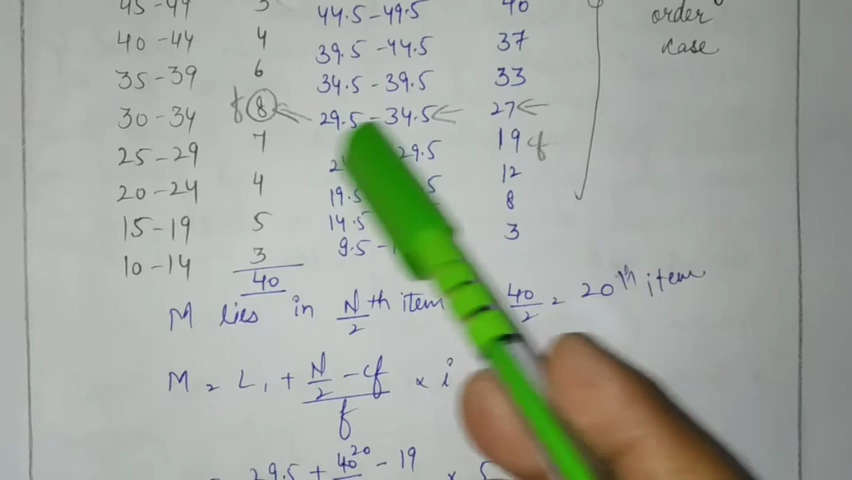 45-49 3 44.5-49.5 40 order
40-44 4 39.5-44.5 37 case
35-39 6 34.5-39.5 33
30-34 f 8 29.5-34.5 27
25-29 7 29.5 19 cf
20-24 4 19.5 5 12
15-19 5 14.5 8
10-14 3 9.5-1 3
40
M lies in N/2 th item 40/2 = 20th item
M = L1 + (N/2 - cf)/f × i
= 29.5 + 40 20 - 19 × 5